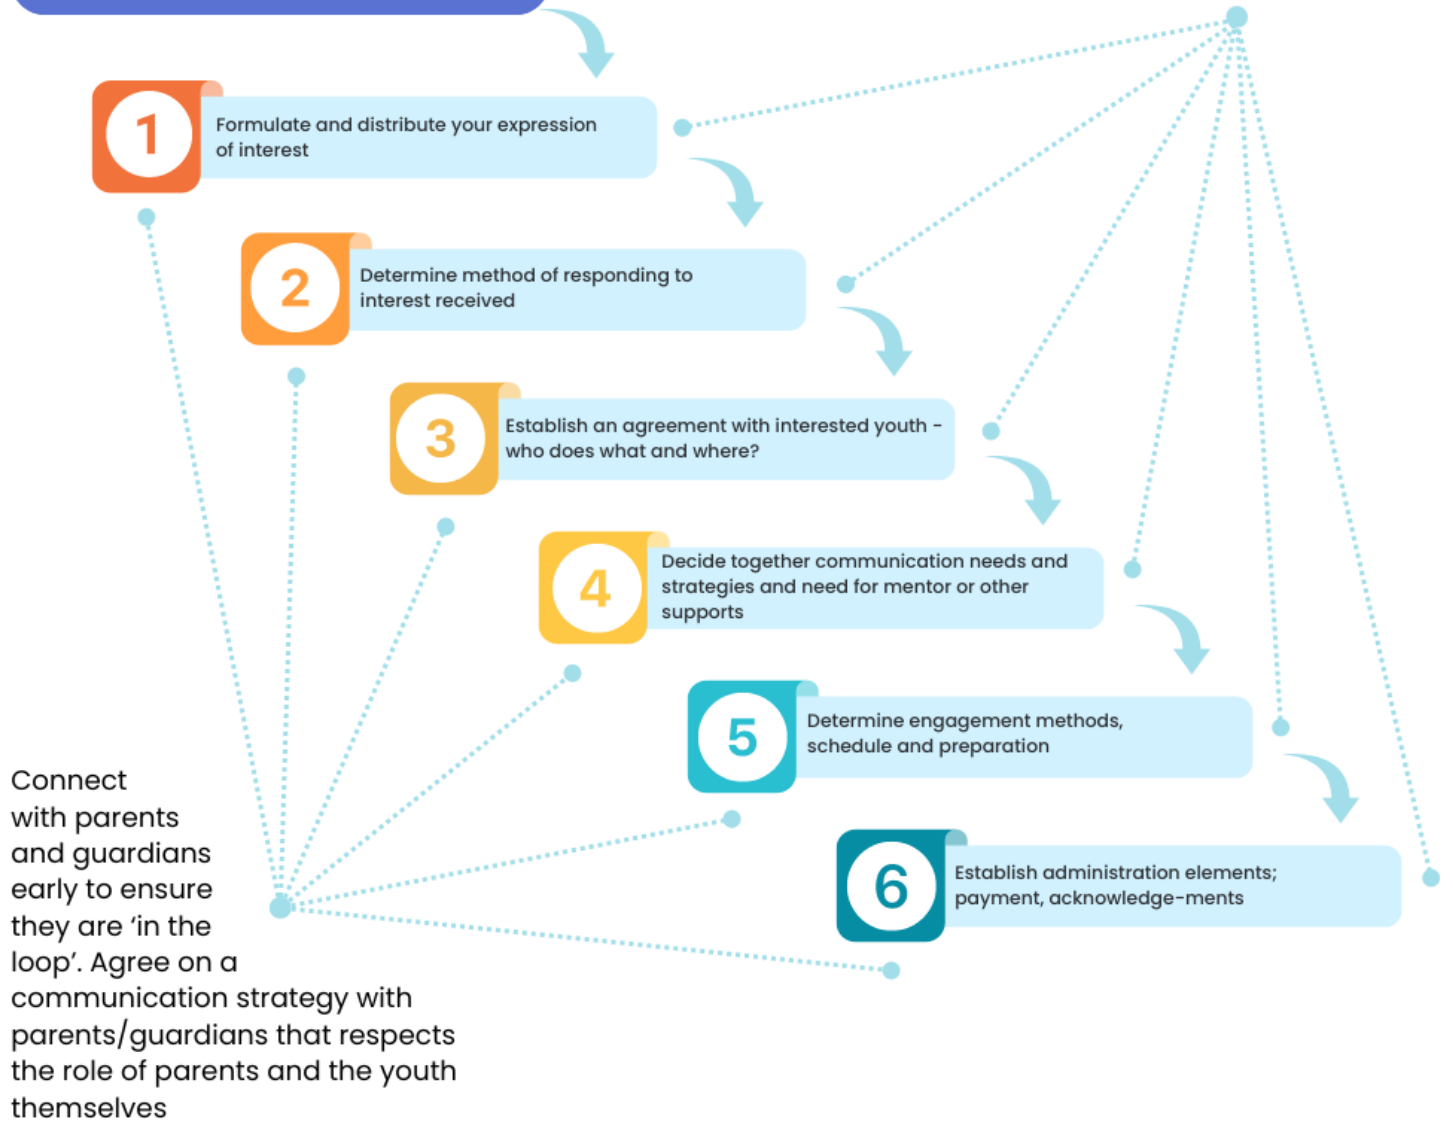 1
Formulate and distribute your expression
of interest
2
Determine method of responding to
interest received
3
Establish an agreement with interested youth -
who does what and where?
4
Decide together communication needs and
strategies and need for mentor or other
supports
5
Determine engagement methods,
schedule and preparation
6
Establish administration elements;
payment, acknowledge-ments
Connect
with parents
and guardians
early to ensure
they are ‘in the
loop’. Agree on a
communication strategy with
parents/guardians that respects
the role of parents and the youth
themselves